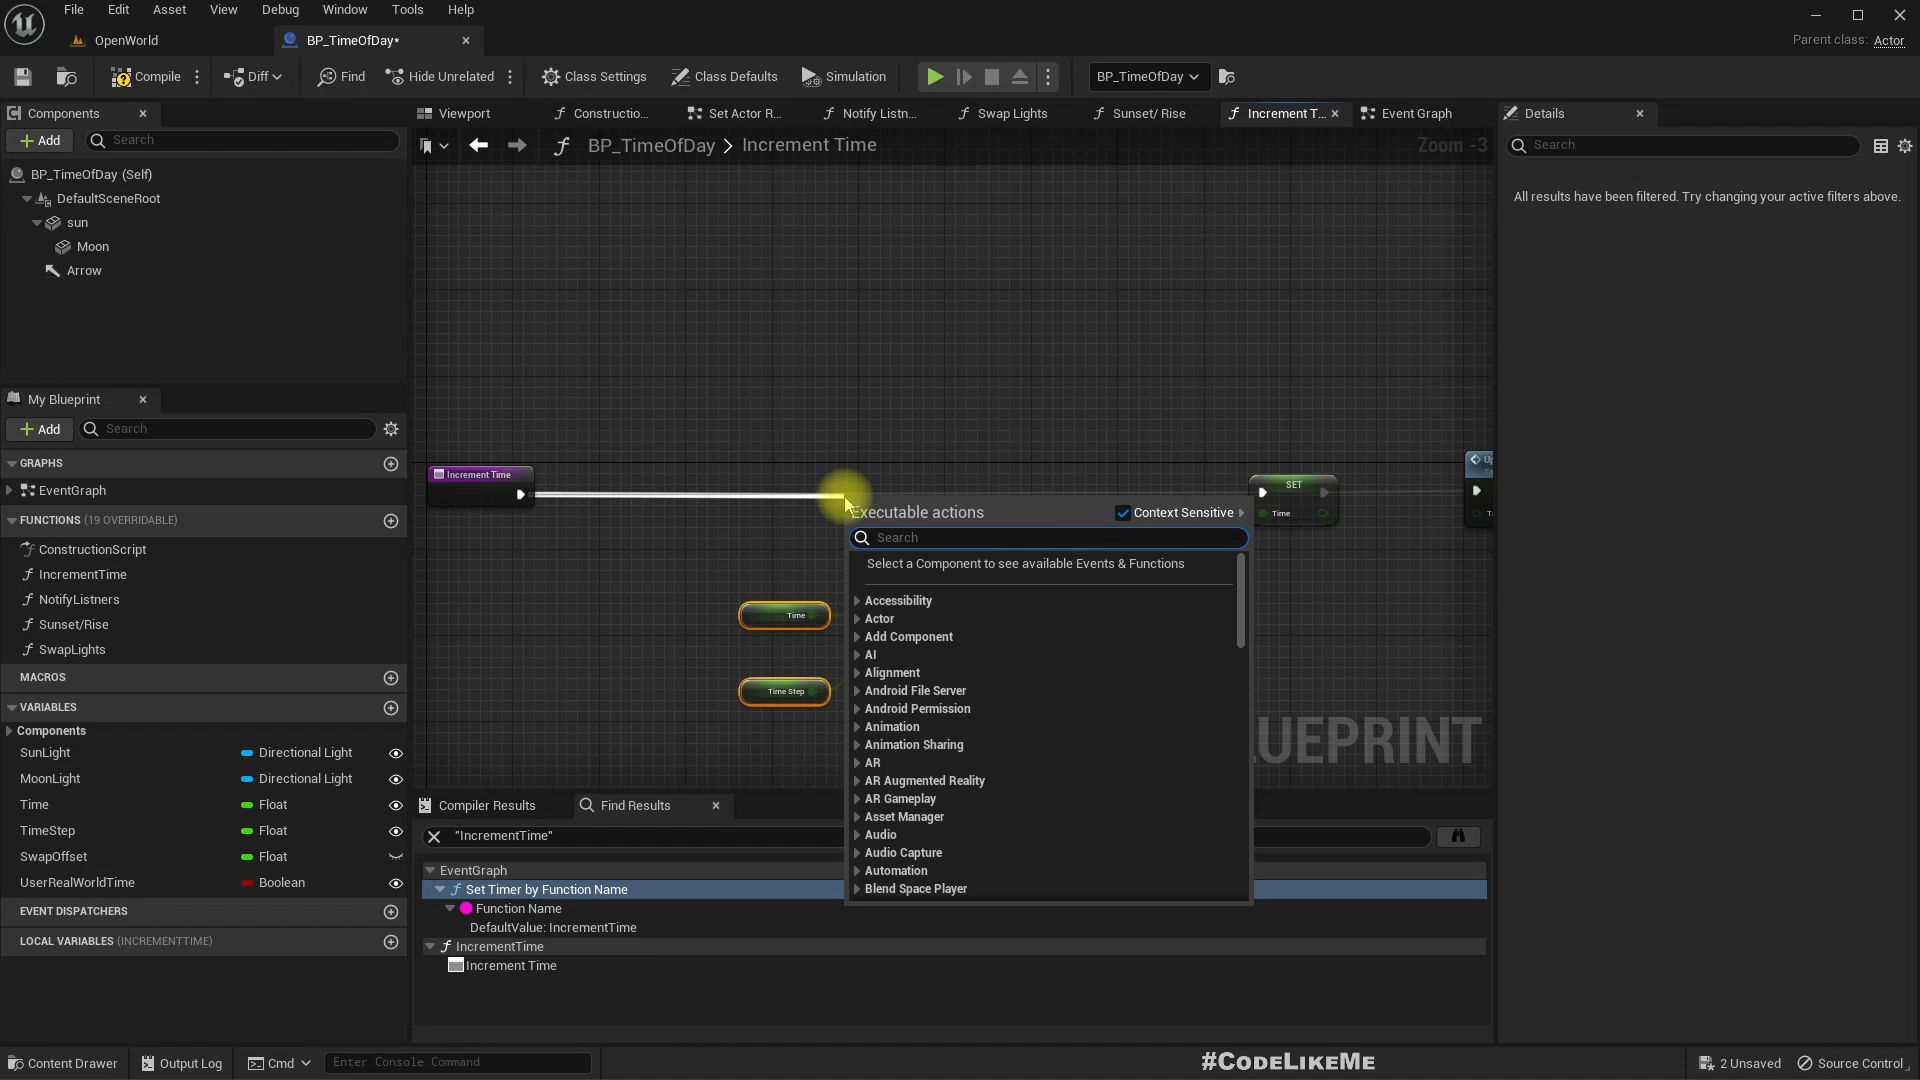 File Edit Asset View Debug Window Tools Help
OpenWorld BP_TimeOfDay* Parent class: Actor
Compile Diff Find Hide Unrelated Class Settings Class Defaults Simulation BP_TimeOfDay
Components
Add Search
BP_TimeOfDay (Self)
DefaultSceneRoot
sun
Moon
Arrow
My Blueprint
Add Search
GRAPHS
EventGraph
FUNCTIONS (19 OVERRIDABLE)
ConstructionScript
IncrementTime
NotifyListners
Sunset/Rise
SwapLights
MACROS
VARIABLES
Components
SunLight Directional Light
MoonLight Directional Light
Time Float
TimeStep Float
SwapOffset Float
UserRealWorldTime Boolean
EVENT DISPATCHERS
LOCAL VARIABLES (INCREMENTTIME)
Viewport Constructio... Set Actor R... Notify Listn... Swap Lights Sunset/ Rise Increment T... Event Graph
BP_TimeOfDay > Increment Time Zoom -3
Increment Time
SET
Time
Time
Time Step
Executable actions Context Sensitive
Search
Select a Component to see available Events & Functions
Accessibility
Actor
Add Component
AI
Alignment
Android File Server
Android Permission
Animation
Animation Sharing
AR
AR Augmented Reality
AR Gameplay
Asset Manager
Audio
Audio Capture
Automation
Blend Space Player
UEPRINT
Compiler Results Find Results
"IncrementTime"
EventGraph
Set Timer by Function Name
Function Name
DefaultValue: IncrementTime
IncrementTime
Increment Time
Details
Search
All results have been filtered. Try changing your active filters above.
Content Drawer Output Log Cmd Enter Console Command #CodeLikeMe 2 Unsaved Source Control